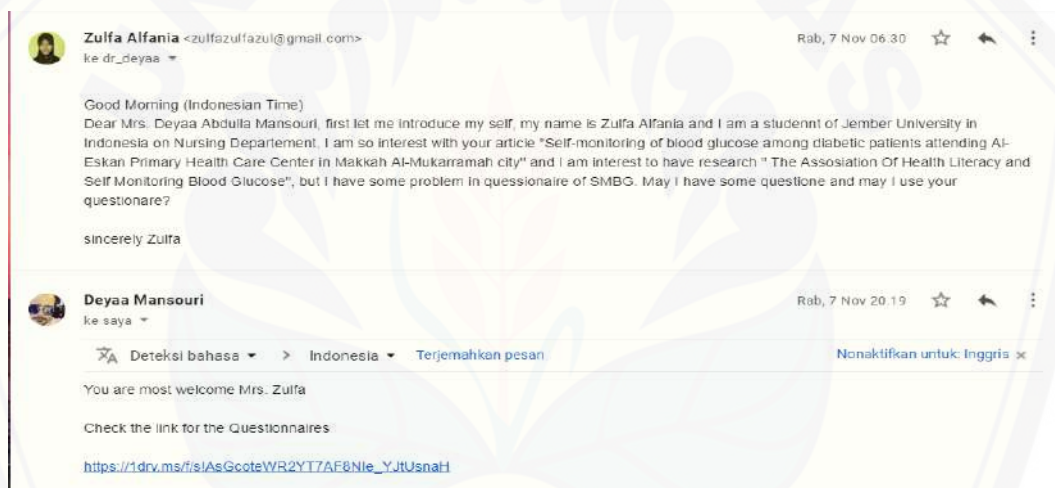 Zulfa Alfania <zulfazulfazul@gmail.com> Rab, 7 Nov 06.30
ke dr_deyaa
Good Morning (Indonesian Time)
Dear Mrs. Deyaa Abdulla Mansouri, first let me introduce my self, my name is Zulfa Alfania and I am a studennt of Jember University in
Indonesia on Nursing Departement, I am so interest with your article "Self-monitoring of blood glucose among diabetic patients attending Al-
Eskan Primary Health Care Center in Makkah Al-Mukarramah city" and I am interest to have research " The Assosiation Of Health Literacy and
Self Monitoring Blood Glucose", but I have some problem in quessionaire of SMBG. May I have some questione and may I use your
questionare?
sincerely Zulfa
Deyaa Mansouri Rab, 7 Nov 20.19
ke saya
Deteksi bahasa > Indonesia Terjemahkan pesan Nonaktifkan untuk: Inggris x
You are most welcome Mrs. Zulfa
Check the link for the Questionnaires